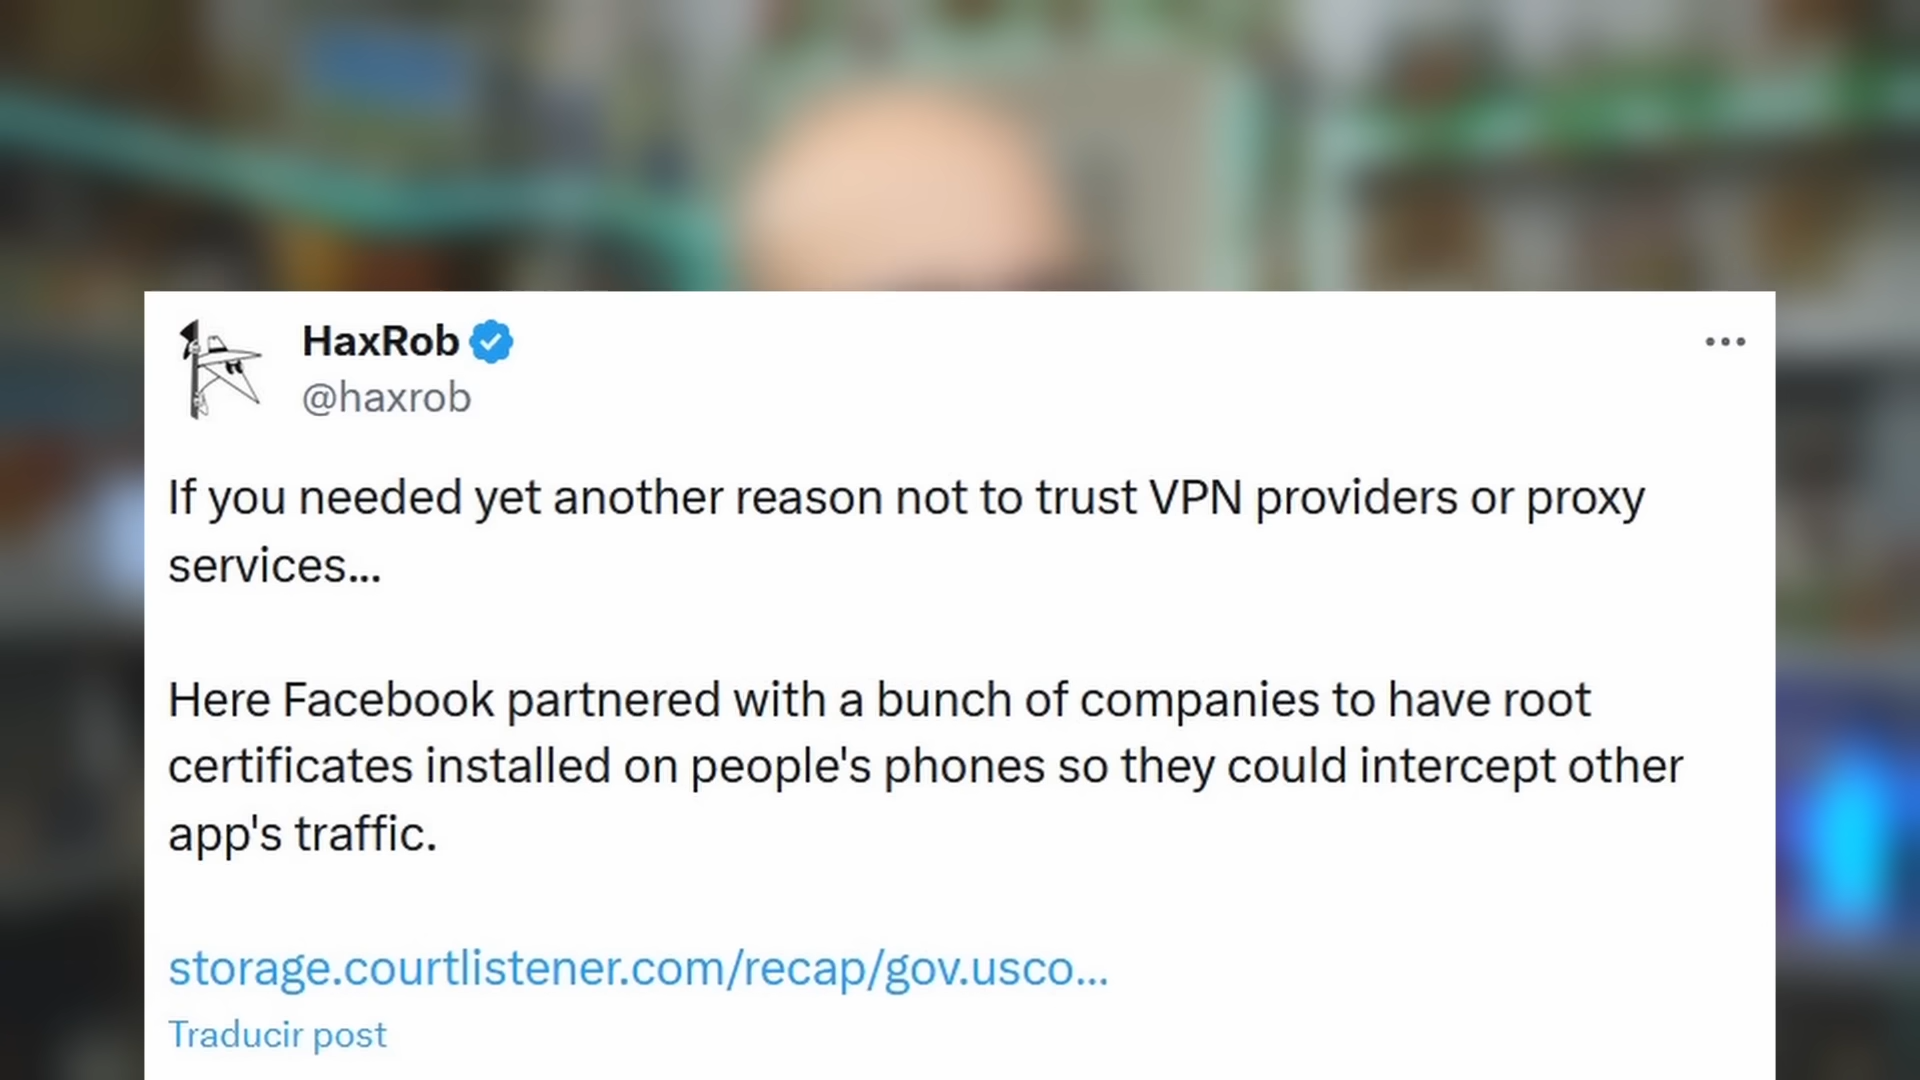 HaxRob
@haxrob
If you needed yet another reason not to trust VPN providers or proxy
services...
Here Facebook partnered with a bunch of companies to have root
certificates installed on people's phones so they could intercept other
app's traffic.
storage.courtlistener.com/recap/gov.usco...
Traducir post